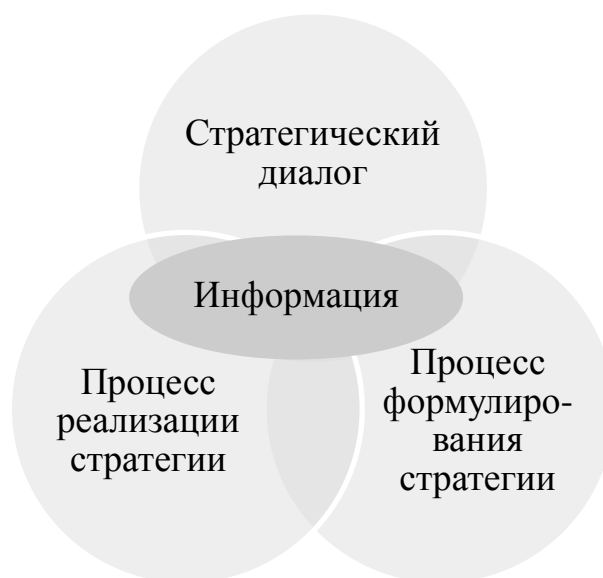 Стратегический
диалог
Информация
Процесс
реализации
стратегии
Процесс
формулиро-
вания
стратегии